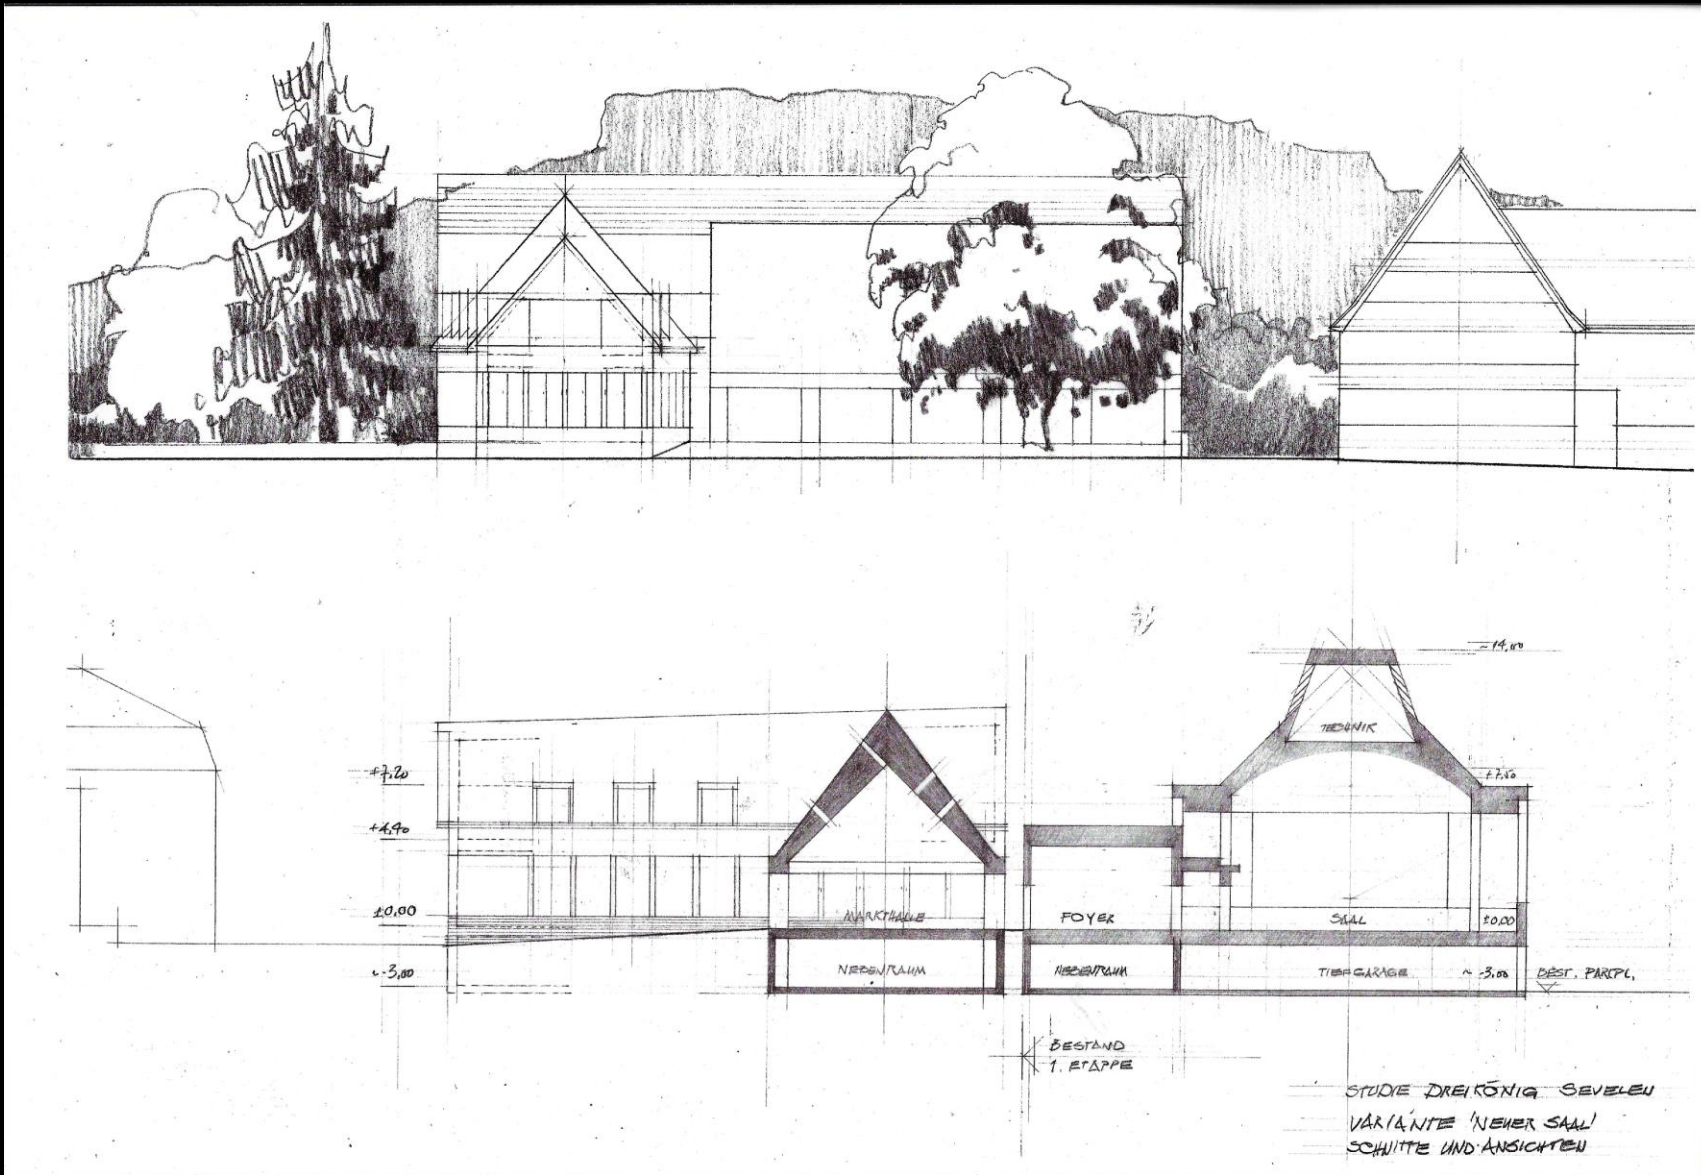 ~14,00
TECHNIK
+7,20
+7,50
+4,40
±0,00
MARKTHALLE
FOYER
SAAL
±0,00
~-3,00
NEBENRAUM
NEBENRAUM
TIEFGARAGE
~ -3,00
BEST. PARKPL.
BESTAND
1. ETAPPE
STUDIE DREIKÖNIG SEVELEN
VARIANTE 'NEUER SAAL'
SCHNITTE UND ANSICHTEN